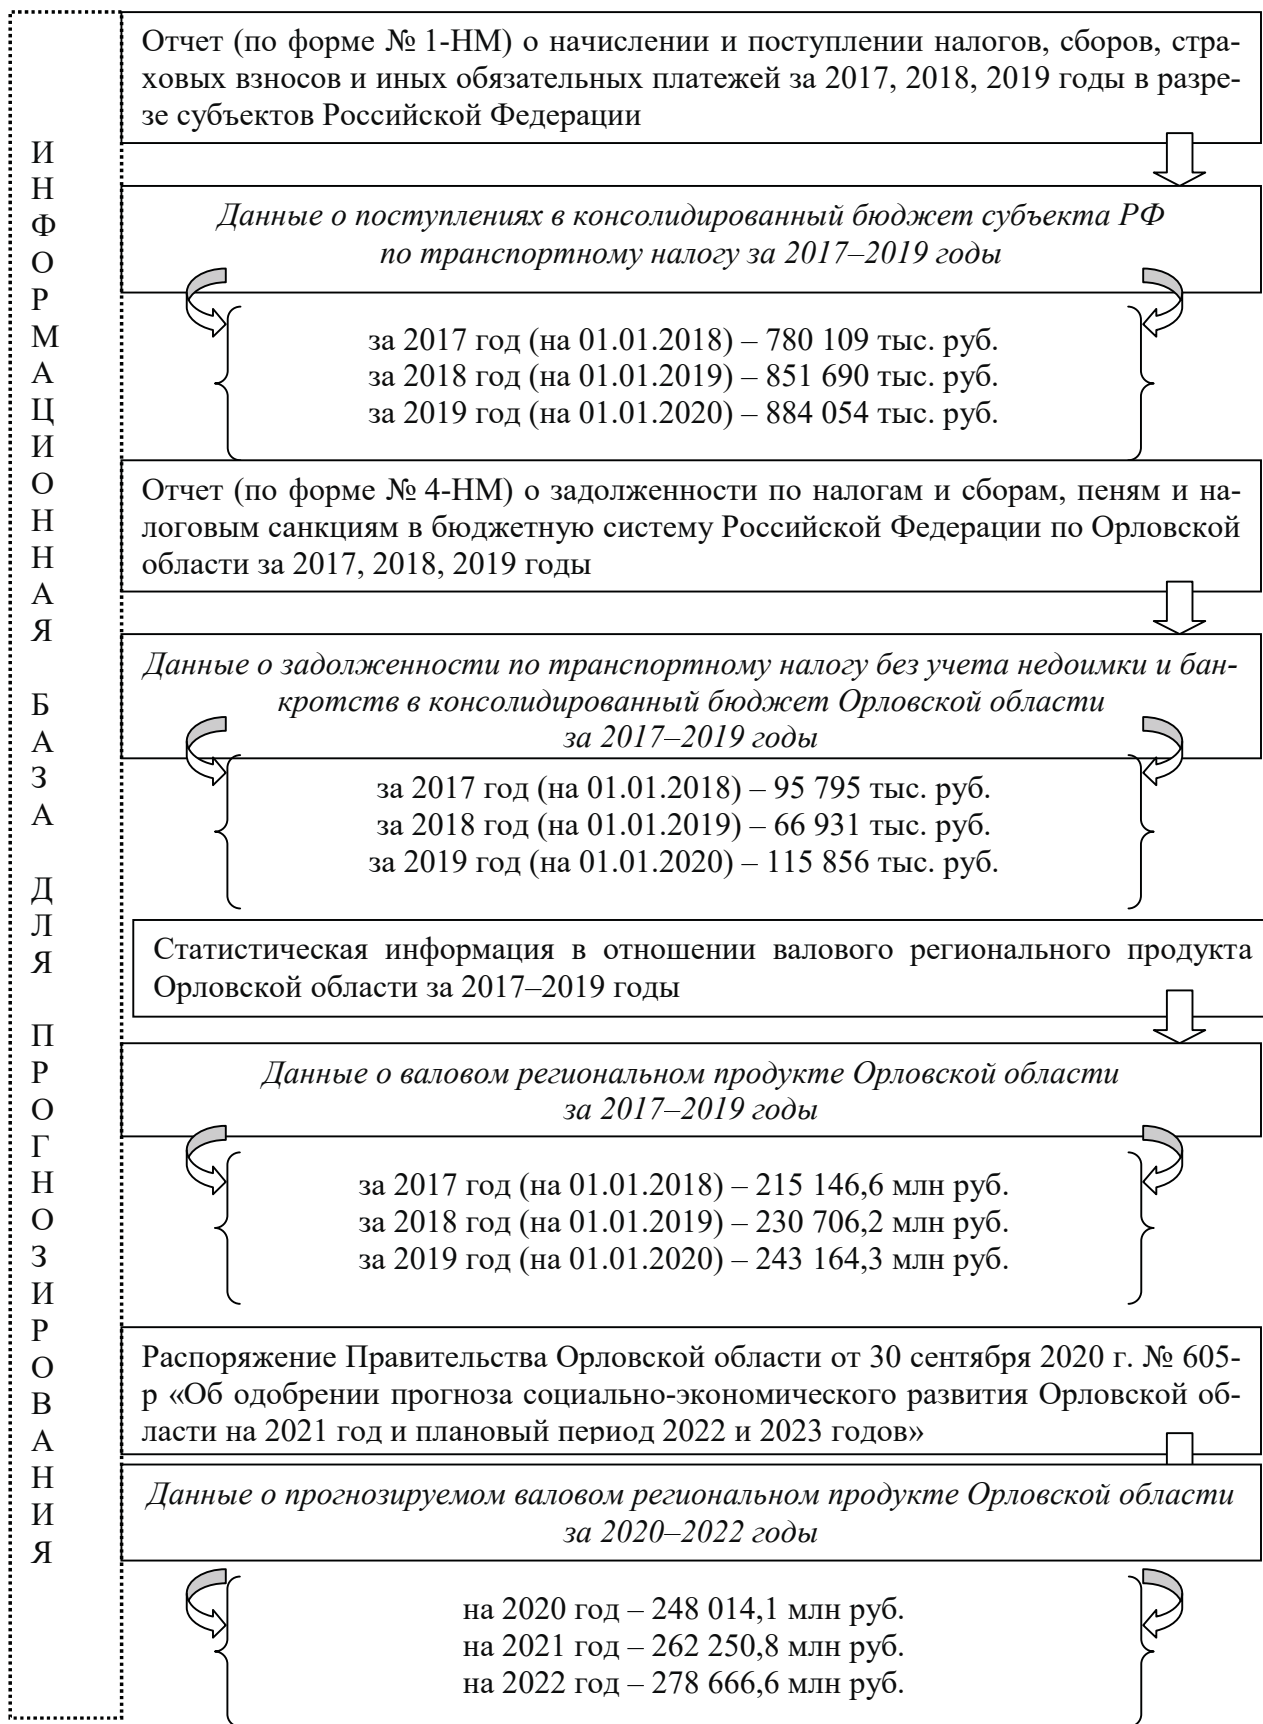 ИНФОРМАЦИОННАЯ БАЗА ДЛЯ ПРОГНОЗИРОВАНИЯ
Отчет (по форме № 1-НМ) о начислении и поступлении налогов, сборов, стра-
ховых взносов и иных обязательных платежей за 2017, 2018, 2019 годы в разре-
зе субъектов Российской Федерации
Данные о поступлениях в консолидированный бюджет субъекта РФ
по транспортному налогу за 2017–2019 годы
за 2017 год (на 01.01.2018) – 780 109 тыс. руб.
за 2018 год (на 01.01.2019) – 851 690 тыс. руб.
за 2019 год (на 01.01.2020) – 884 054 тыс. руб.
Отчет (по форме № 4-НМ) о задолженности по налогам и сборам, пеням и на-
логовым санкциям в бюджетную систему Российской Федерации по Орловской
области за 2017, 2018, 2019 годы
Данные о задолженности по транспортному налогу без учета недоимки и бан-
кротств в консолидированный бюджет Орловской области
за 2017–2019 годы
за 2017 год (на 01.01.2018) – 95 795 тыс. руб.
за 2018 год (на 01.01.2019) – 66 931 тыс. руб.
за 2019 год (на 01.01.2020) – 115 856 тыс. руб.
Статистическая информация в отношении валового регионального продукта
Орловской области за 2017–2019 годы
Данные о валовом региональном продукте Орловской области
за 2017–2019 годы
за 2017 год (на 01.01.2018) – 215 146,6 млн руб.
за 2018 год (на 01.01.2019) – 230 706,2 млн руб.
за 2019 год (на 01.01.2020) – 243 164,3 млн руб.
Распоряжение Правительства Орловской области от 30 сентября 2020 г. № 605-
р «Об одобрении прогноза социально-экономического развития Орловской об-
ласти на 2021 год и плановый период 2022 и 2023 годов»
Данные о прогнозируемом валовом региональном продукте Орловской области
за 2020–2022 годы
на 2020 год – 248 014,1 млн руб.
на 2021 год – 262 250,8 млн руб.
на 2022 год – 278 666,6 млн руб.